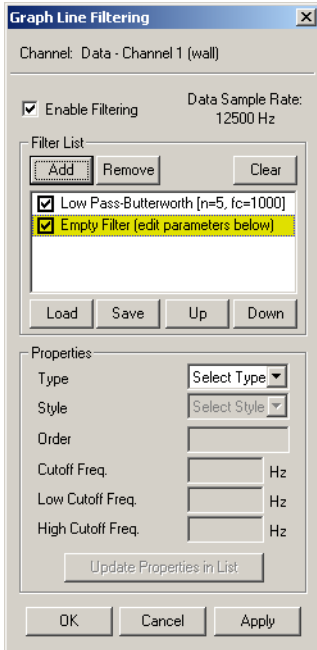 Graph Line Filtering
Channel: Data - Channel 1 (wall)
Enable Filtering
Data Sample Rate:
12500 Hz
Filter List
Add Remove Clear
Low Pass-Butterworth [n=5, fc=1000]
Empty Filter (edit parameters below)
Load Save Up Down
Properties
Type Select Type
Style Select Style
Order
Cutoff Freq. Hz
Low Cutoff Freq. Hz
High Cutoff Freq. Hz
Update Properties in List
OK Cancel Apply